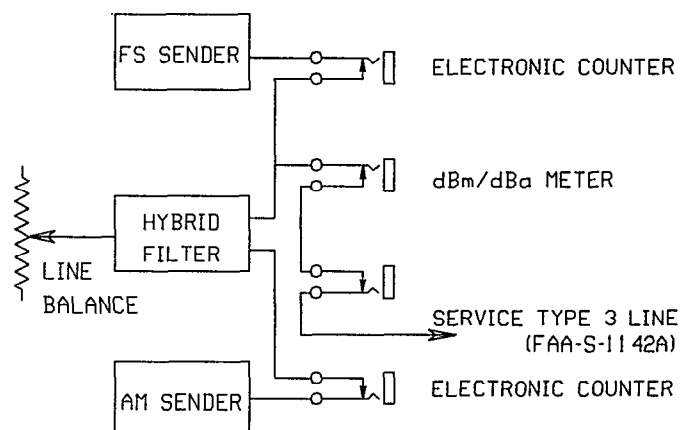 FS SENDER
ELECTRONIC COUNTER
dBm/dBa METER
HYBRID
FILTER
LINE
BALANCE
SERVICE TYPE 3 LINE
(FAA-S-1142A)
AM SENDER
ELECTRONIC COUNTER